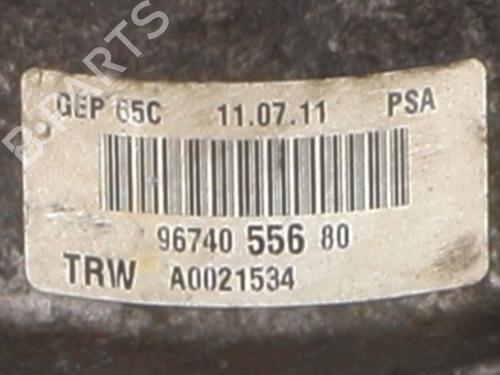 B-PARTS
GEP 65C 11.07.11 PSA
96740 556 80
TRW A0021534